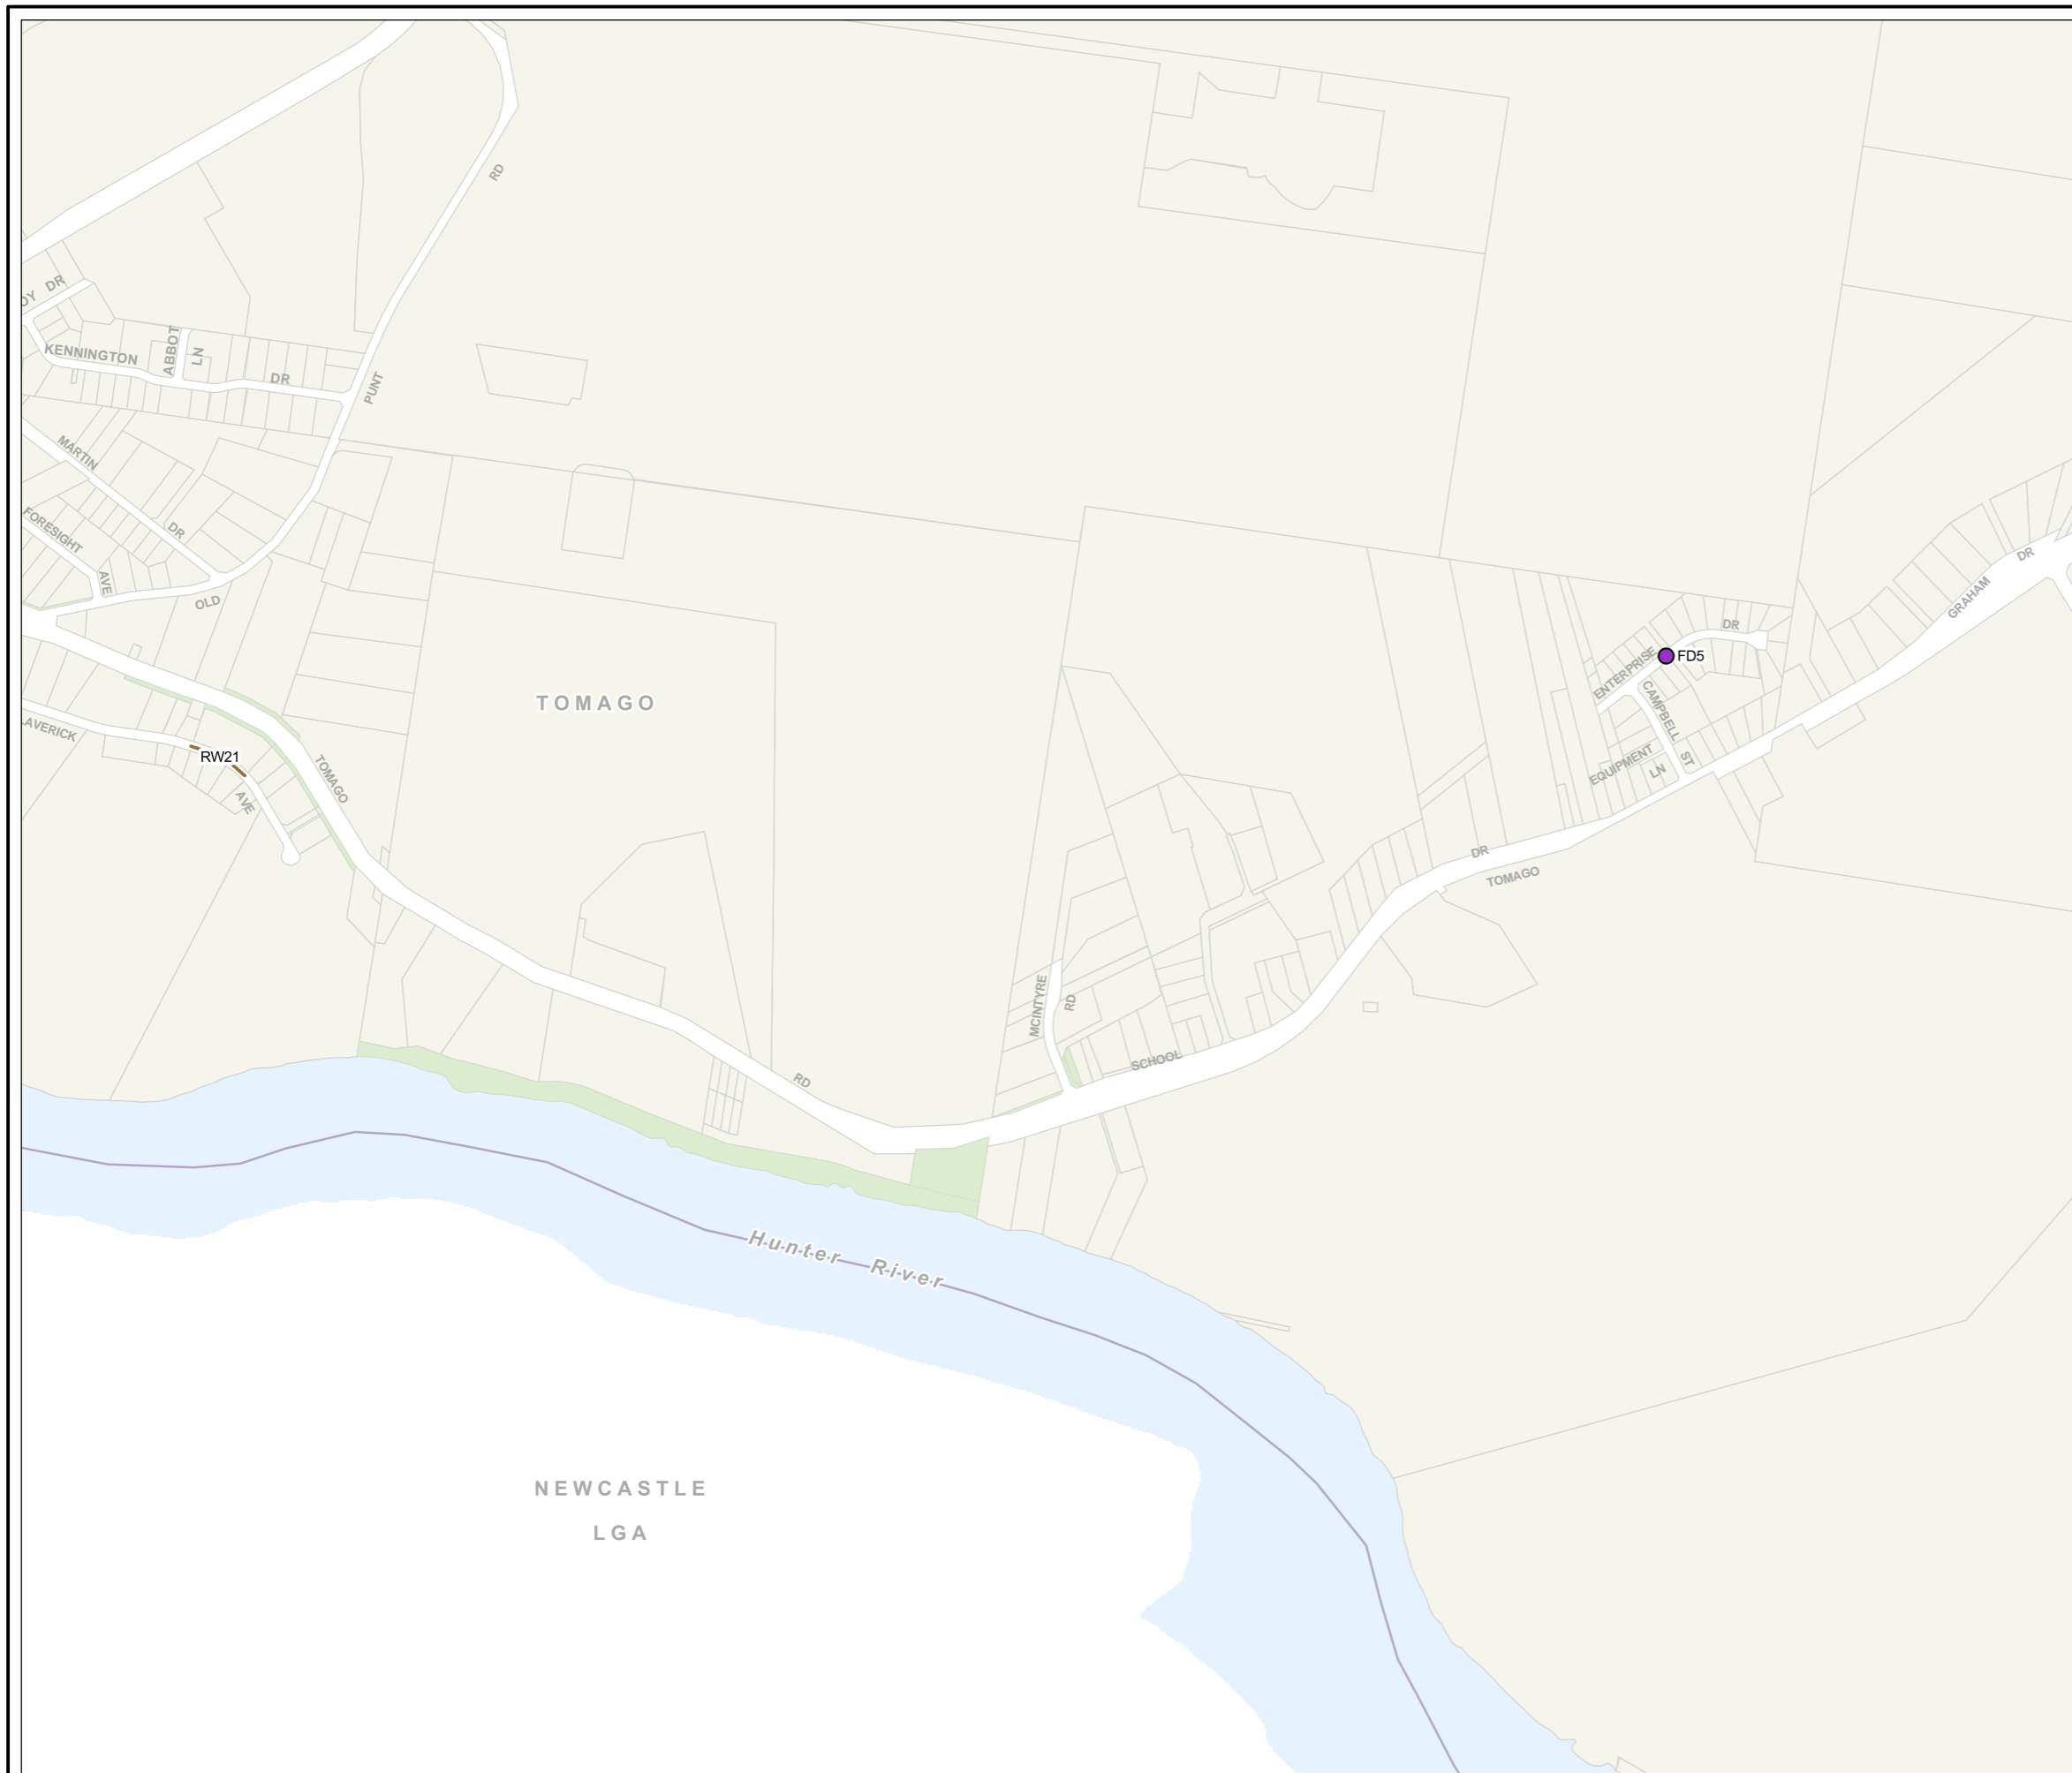 RD
DR
OY
KENNINGTON
ABBOT
LN
DR
PUNT
MARTIN
DR
FORESIGHT
AVE
OLD
TOMAGO
LAVERICK
RW21
AVE
TOMAGO
GRAHAM
DR
DR
ENTERPRISE
FD5
CAMPBELL
ST
EQUIPMENT
LN
DR
TOMAGO
MCINTYRE
RD
SCHOOL
RD
Hunter River
NEWCASTLE
LGA